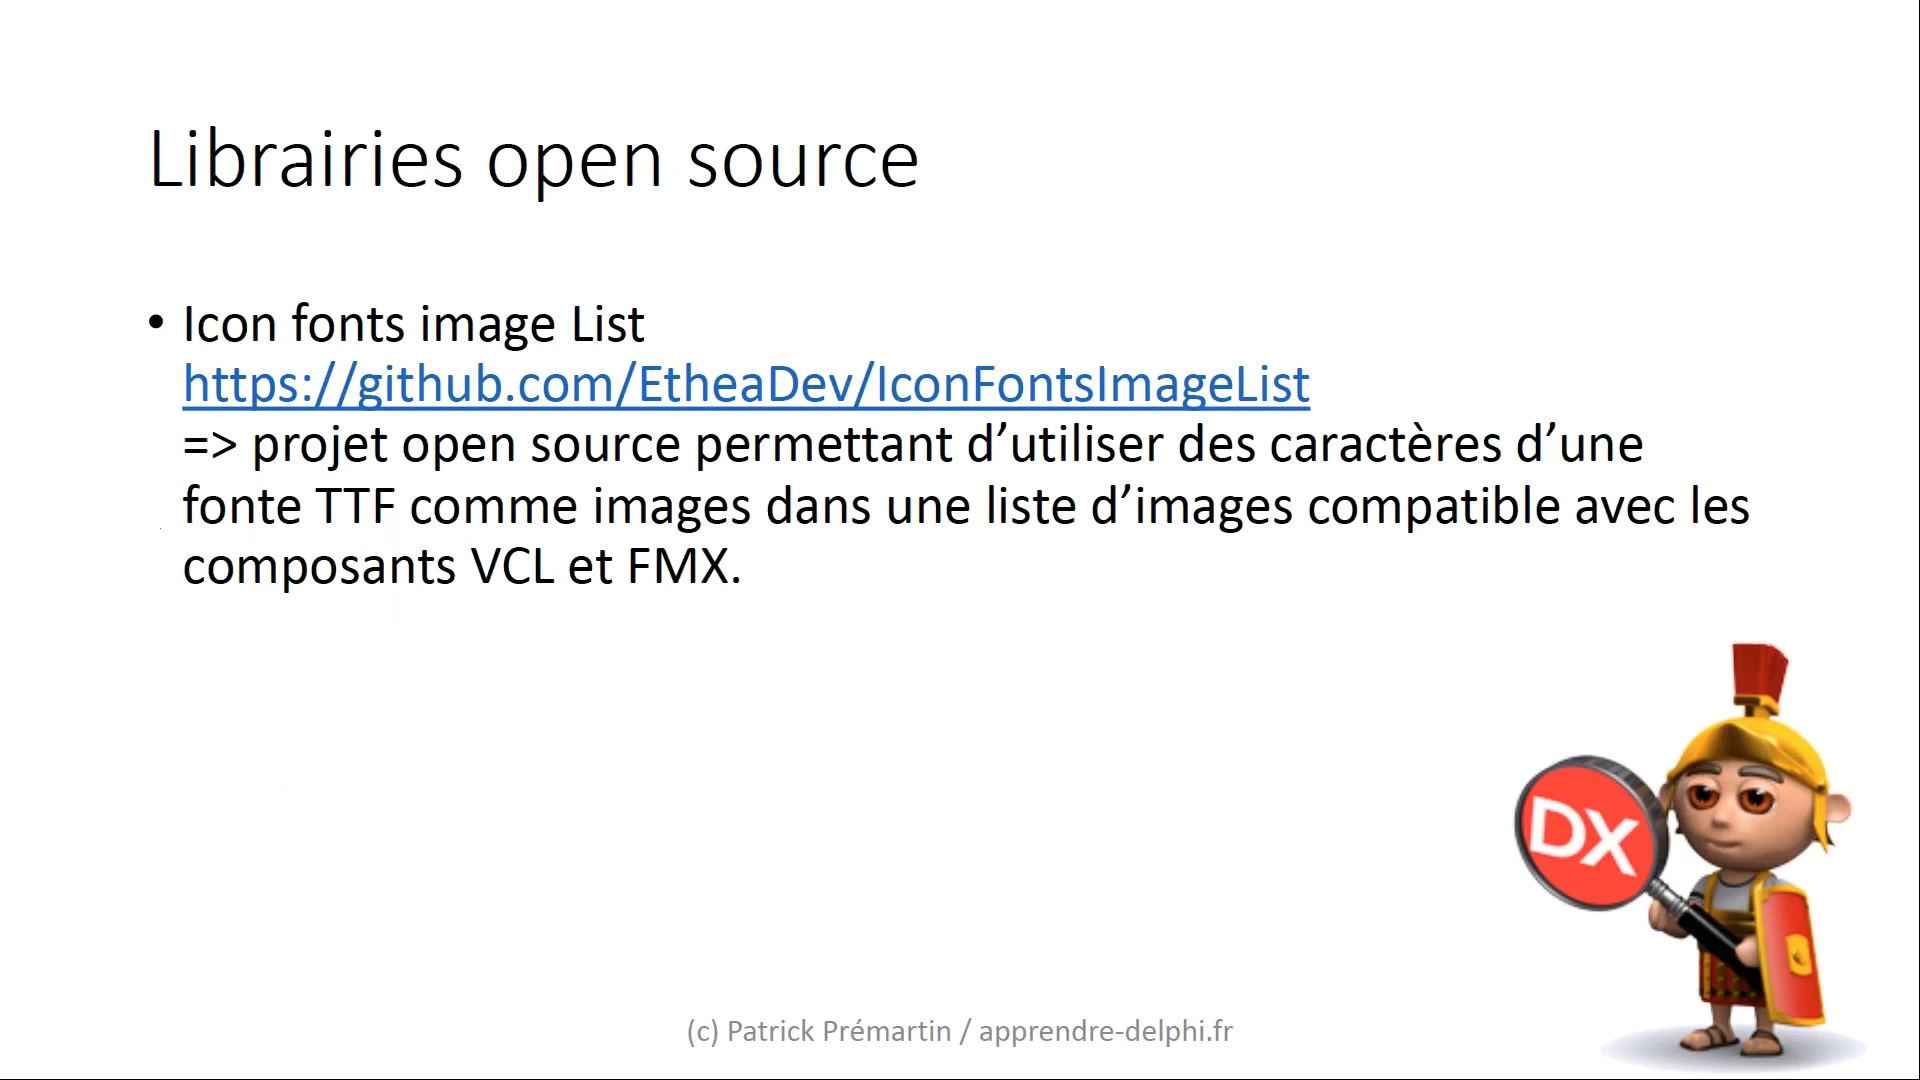 Librairies open source
• Icon fonts image List
https://github.com/EtheaDev/IconFontsImageList
=> projet open source permettant d’utiliser des caractères d’une
fonte TTF comme images dans une liste d’images compatible avec les
composants VCL et FMX.
DX
(c) Patrick Prémartin / apprendre-delphi.fr